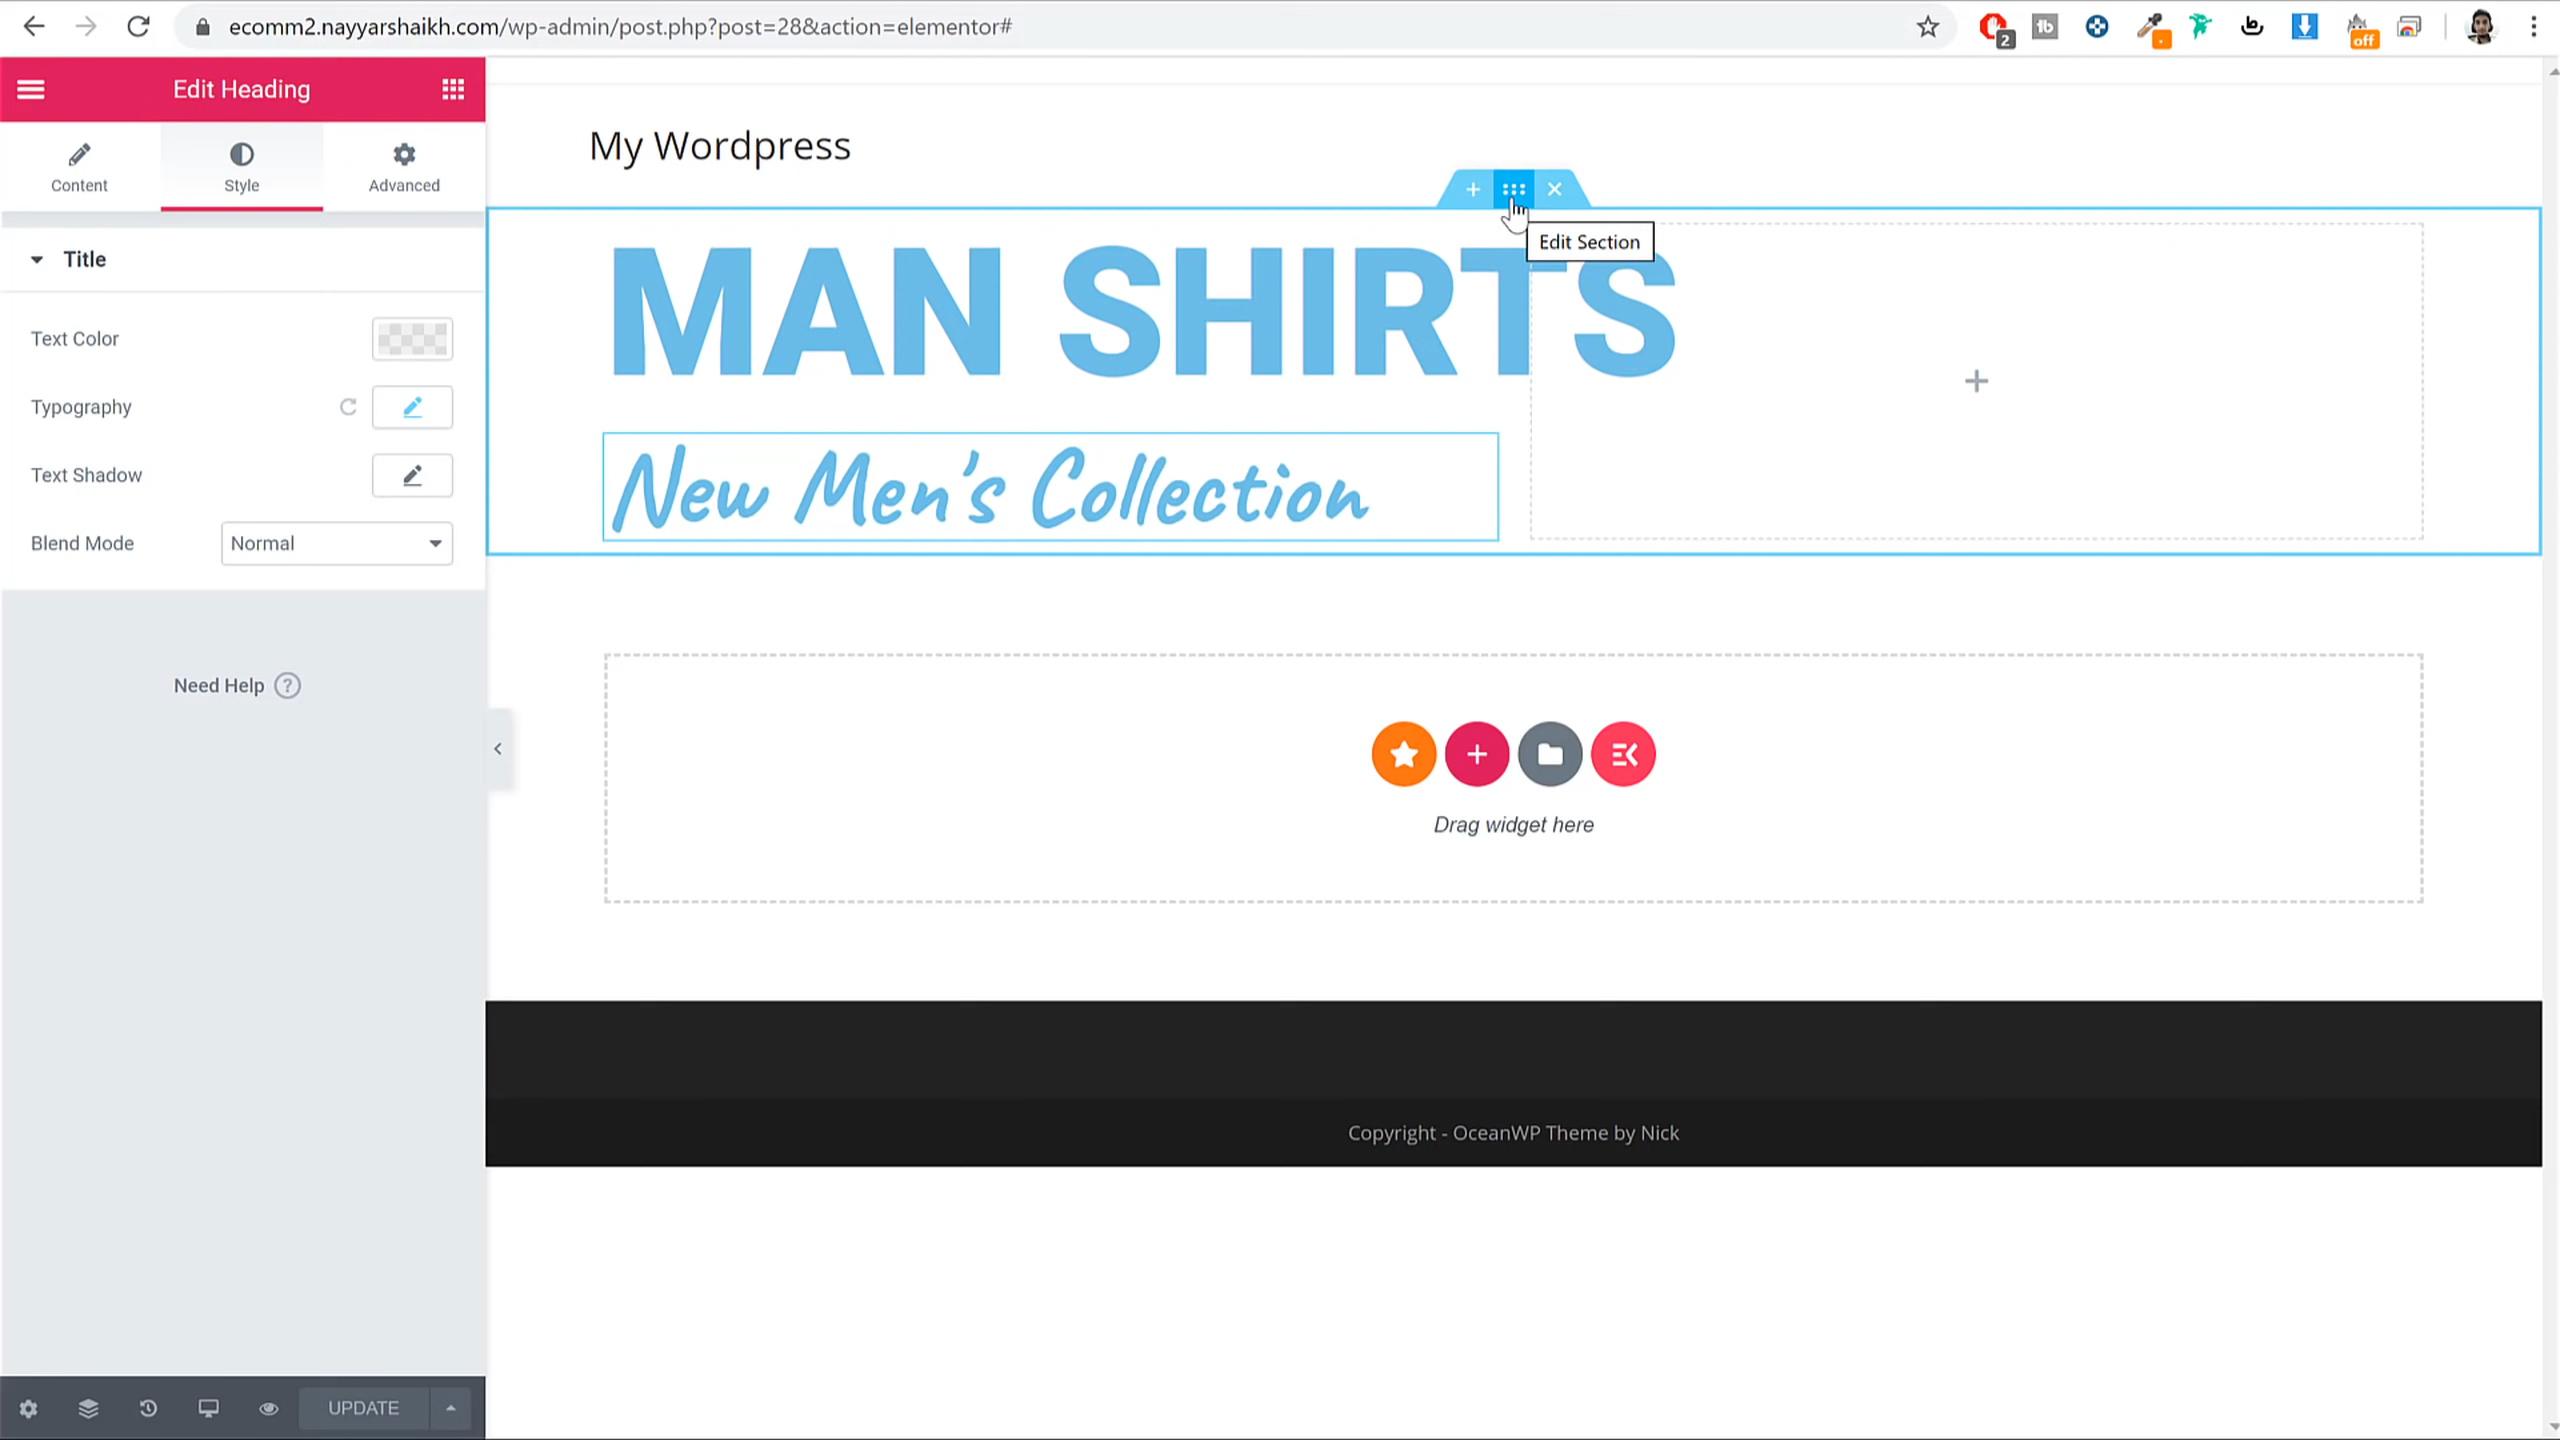 ecomm2.nayyarshaikh.com/wp-admin/post.php?post=28&action=elementor#
2
off
Edit Heading
Content
Style
Advanced
Title
Text Color
Typography
Text Shadow
Blend Mode
Normal
Need Help
?
UPDATE
My Wordpress
Edit Section
MAN SHIRTS
New Men's Collection
Drag widget here
Copyright - OceanWP Theme by Nick